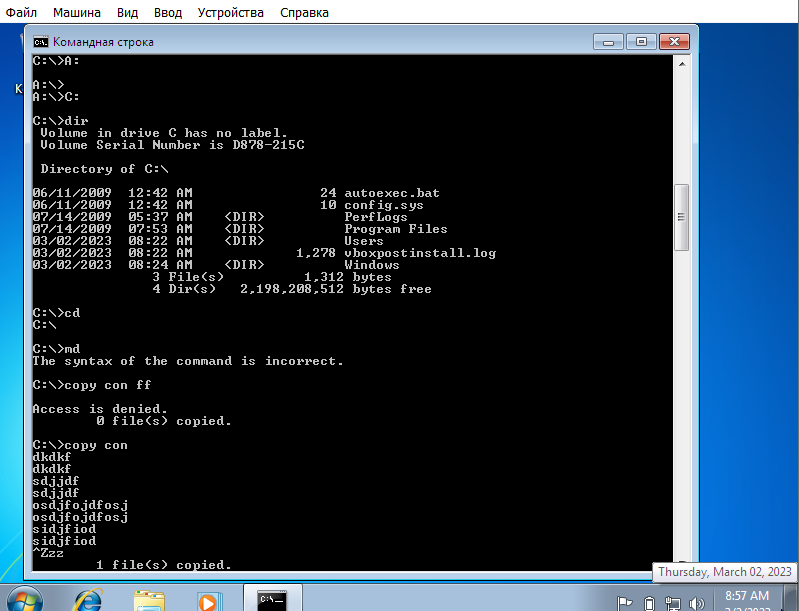 Файл Машина Вид Ввод Устройства Справка
К
Командная строка
C:\>A:
A:\>
A:\>C:
C:\>dir
Volume in drive C has no label.
Volume Serial Number is D878-215C
Directory of C:\
06/11/2009 12:42 AM 24 autoexec.bat
06/11/2009 12:42 AM 10 config.sys
07/14/2009 05:37 AM <DIR> PerfLogs
07/14/2009 07:53 AM <DIR> Program Files
03/02/2023 08:22 AM <DIR> Users
03/02/2023 08:22 AM 1,278 vboxpostinstall.log
03/02/2023 08:24 AM <DIR> Windows
3 File(s) 1,312 bytes
4 Dir(s) 2,198,208,512 bytes free
C:\>cd
C:\
C:\>md
The syntax of the command is incorrect.
C:\>copy con ff
Access is denied.
0 file(s) copied.
C:\>copy con
dkdkf
dkdkf
sdjjdf
sdjjdf
osdjfojdfosj
osdjfojdfosj
sidjfiod
sidjfiod
^Zzz
1 file(s) copied.
Thursday, March 02, 2023
C:\_
8:57 AM